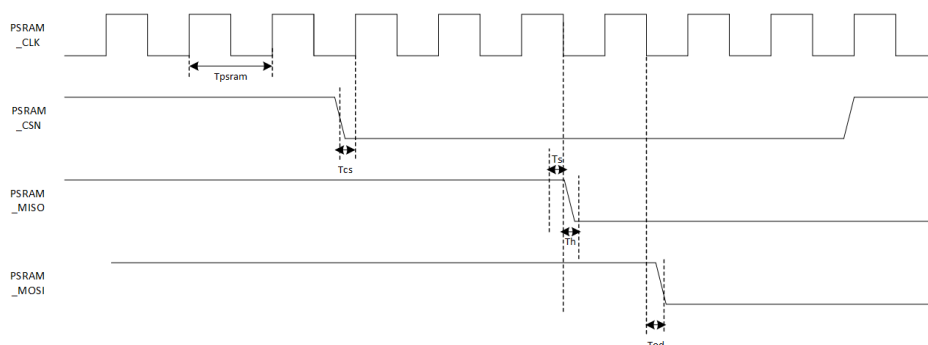 PSRAM
_CLK
Tpsram
PSRAM
_CSN
Tcs
Ts
PSRAM
_MISO
Th
PSRAM
_MOSI